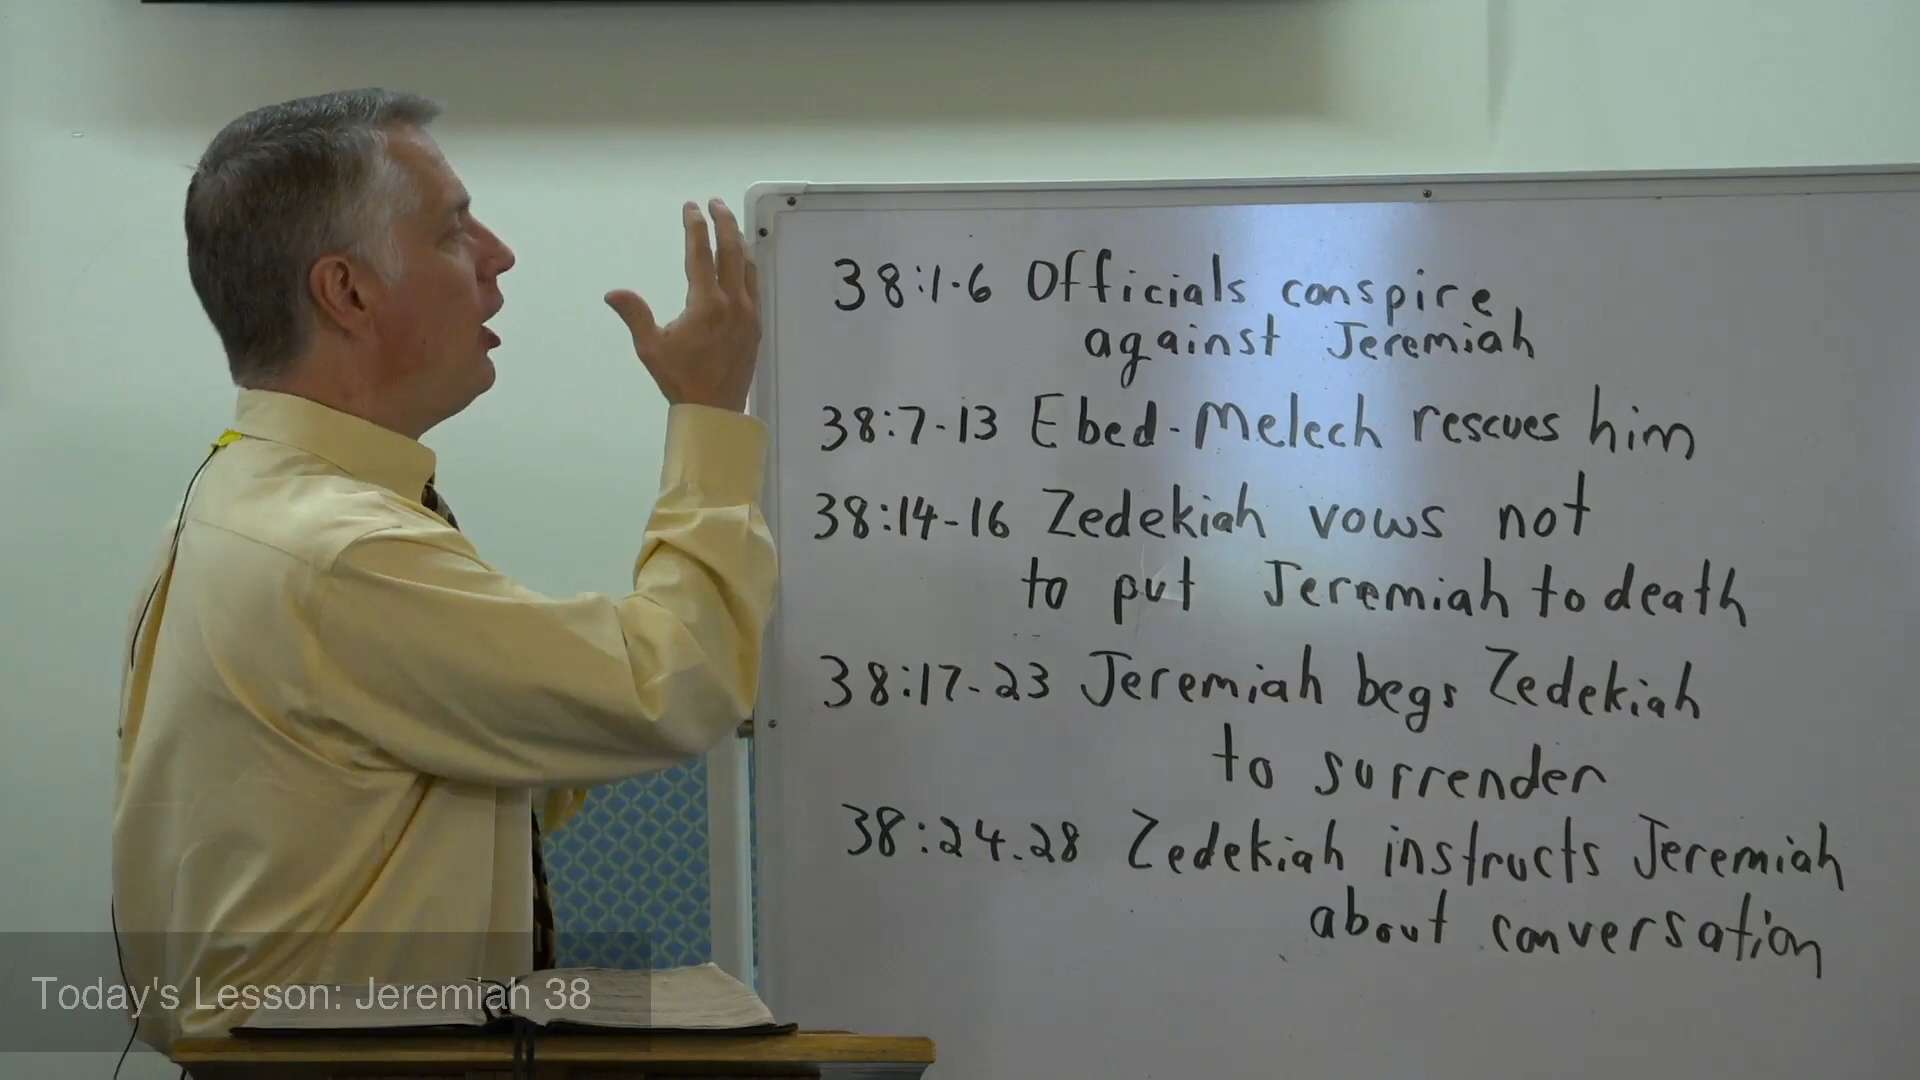 38:1-6 Officials conspire
against Jeremiah
38:7-13 Ebed-Melech rescues him
38:14-16 Zedekiah vows not
to put Jeremiah to death
38:17-23 Jeremiah begs Zedekiah
to surrender
38:24-28 Zedekiah instructs Jeremiah
about conversation
Today's Lesson: Jeremiah 38